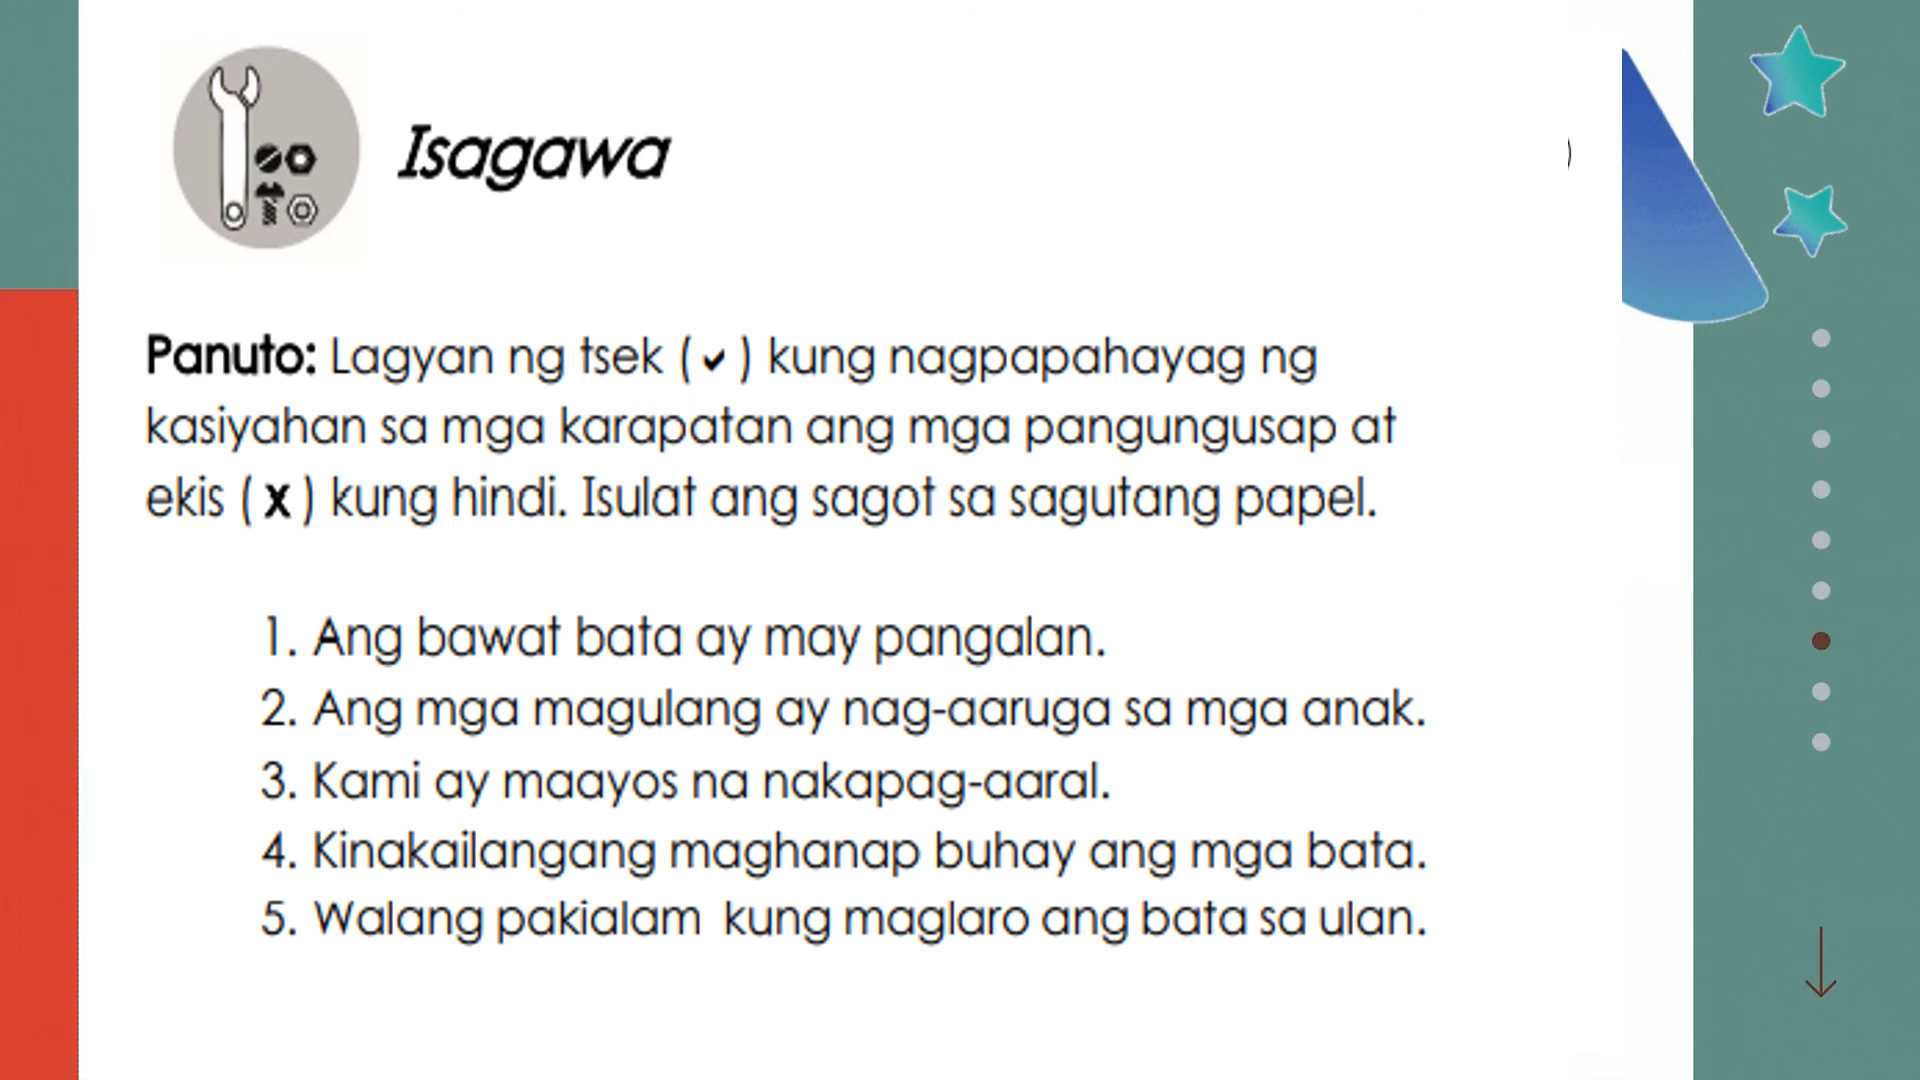 Isagawa
)
Panuto: Lagyan ng tsek ( ✓ ) kung nagpapahayag ng
kasiyahan sa mga karapatan ang mga pangungusap at
ekis ( x ) kung hindi. Isulat ang sagot sa sagutang papel.
1. Ang bawat bata ay may pangalan.
2. Ang mga magulang ay nag-aaruga sa mga anak.
3. Kami ay maayos na nakapag-aaral.
4. Kinakailangang maghanap buhay ang mga bata.
5. Walang pakialam kung maglaro ang bata sa ulan.